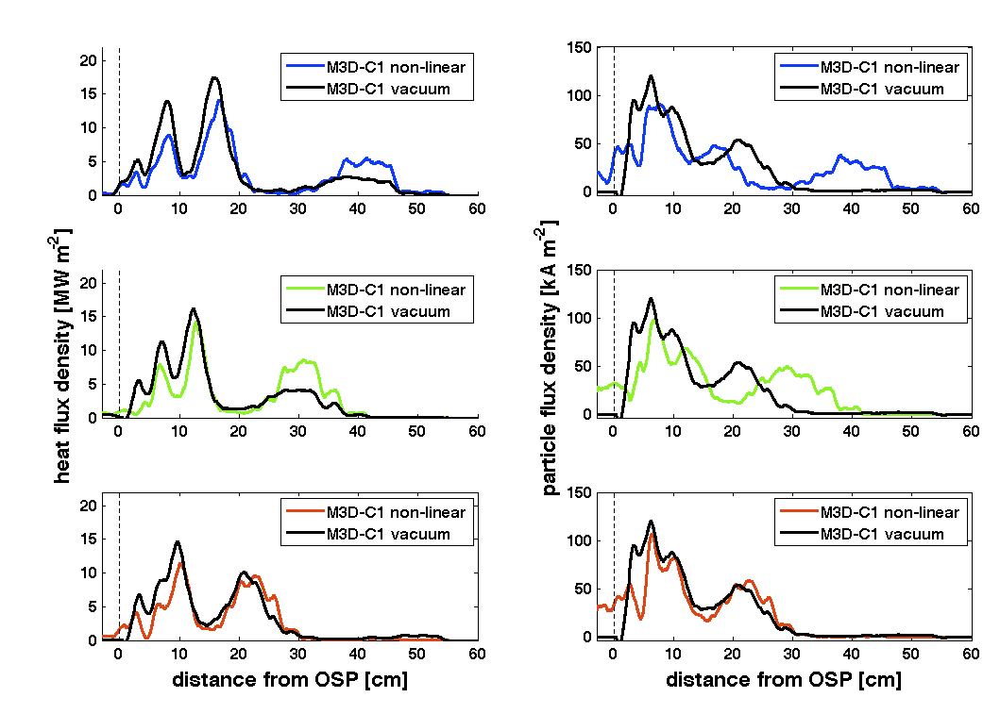 20
15
10
5
0
M3D-C1 non-linear
M3D-C1 vacuum
0 10 20 30 40 50 60
150
100
50
0
M3D-C1 non-linear
M3D-C1 vacuum
0 10 20 30 40 50 60
heat flux density [MW m-2]
20
15
10
5
0
M3D-C1 non-linear
M3D-C1 vacuum
0 10 20 30 40 50 60
particle flux density [kA m-2]
150
100
50
0
M3D-C1 non-linear
M3D-C1 vacuum
0 10 20 30 40 50 60
20
15
10
5
0
M3D-C1 non-linear
M3D-C1 vacuum
0 10 20 30 40 50 60
distance from OSP [cm]
150
100
50
0
M3D-C1 non-linear
M3D-C1 vacuum
0 10 20 30 40 50 60
distance from OSP [cm]